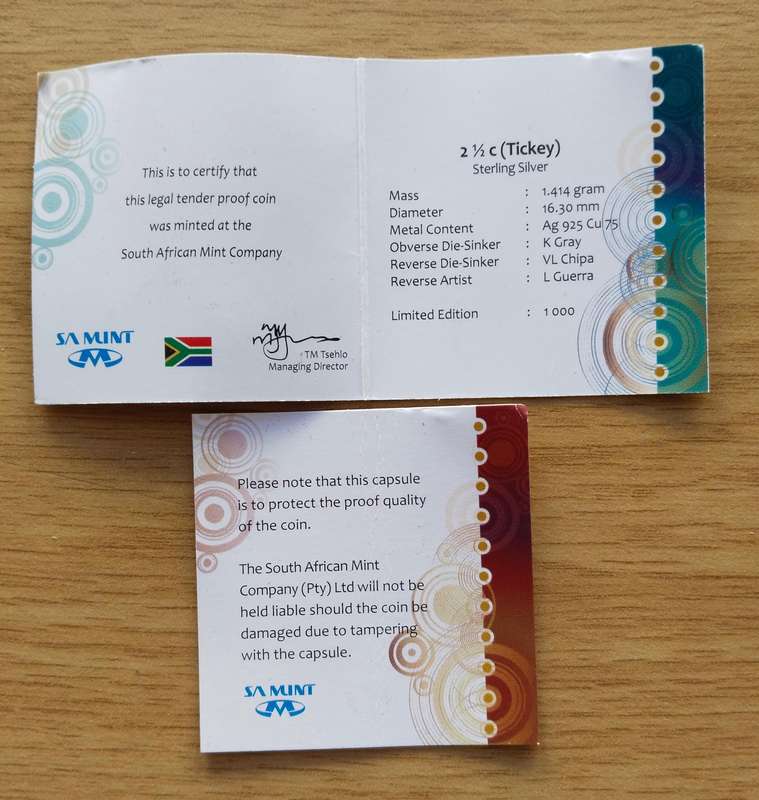 This is to certify that
this legal tender proof coin
was minted at the
South African Mint Company
SA MINT
TM Tsehlo
Managing Director
2 ½ c (Tickey)
Sterling Silver
Mass : 1.414 gram
Diameter : 16.30 mm
Metal Content : Ag 925 Cu 75
Obverse Die-Sinker : K Gray
Reverse Die-Sinker : VL Chipa
Reverse Artist : L Guerra
Limited Edition : 1 000
Please note that this capsule
is to protect the proof quality
of the coin.
The South African Mint
Company (Pty) Ltd will not be
held liable should the coin be
damaged due to tampering
with the capsule.
SA MINT